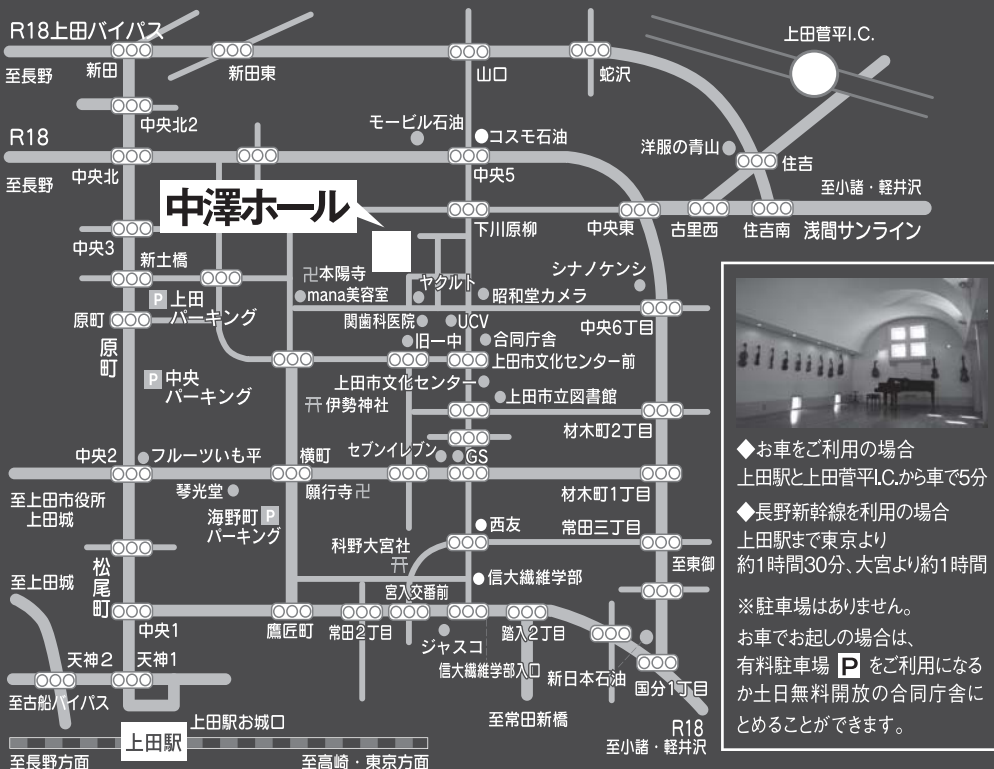 R18上田バイパス
上田菅平I.C.
至長野
新田
新田東
山口
蛇沢
中央北2
R18
モービル石油
コスモ石油
洋服の青山
住吉
至長野
中央北
中央5
至小諸・軽井沢
中澤ホール
下川原柳
中央東
古里西
住吉南
浅間サンライン
中央3
新土橋
卍本陽寺
ヤクルト
シナノケンシ
mana美容室
昭和堂カメラ
P 上田
パーキング
原町
関歯科医院
UCV
中央6丁目
旧一中
合同庁舎
原町
上田市文化センター前
P 中央
パーキング
上田市文化センター
上田市立図書館
伊勢神社
材木町2丁目
中央2
フルーツいも平
横町
セブンイレブン
GS
至上田市役所
上田城
琴光堂
願行寺卍
材木町1丁目
海野町 P
パーキング
西友
常田三丁目
科野大宮社
至東御
至上田城
松尾町
信大繊維学部
宮入交番前
中央1
鷹匠町
常田2丁目
踏入2丁目
ジャスコ
信大繊維学部入口
新日本石油
国分1丁目
天神2
天神1
至古船バイパス
至常田新橋
R18
至小諸・軽井沢
上田駅お城口
上田駅
至長野方面
至高崎・東京方面
◆お車をご利用の場合
上田駅と上田菅平I.C.から車で5分
◆長野新幹線を利用の場合
上田駅まで東京より
約1時間30分、大宮より約1時間
※駐車場はありません。
お車でお起しの場合は、
有料駐車場 P をご利用になる
か土日無料開放の合同庁舎に
とめることができます。